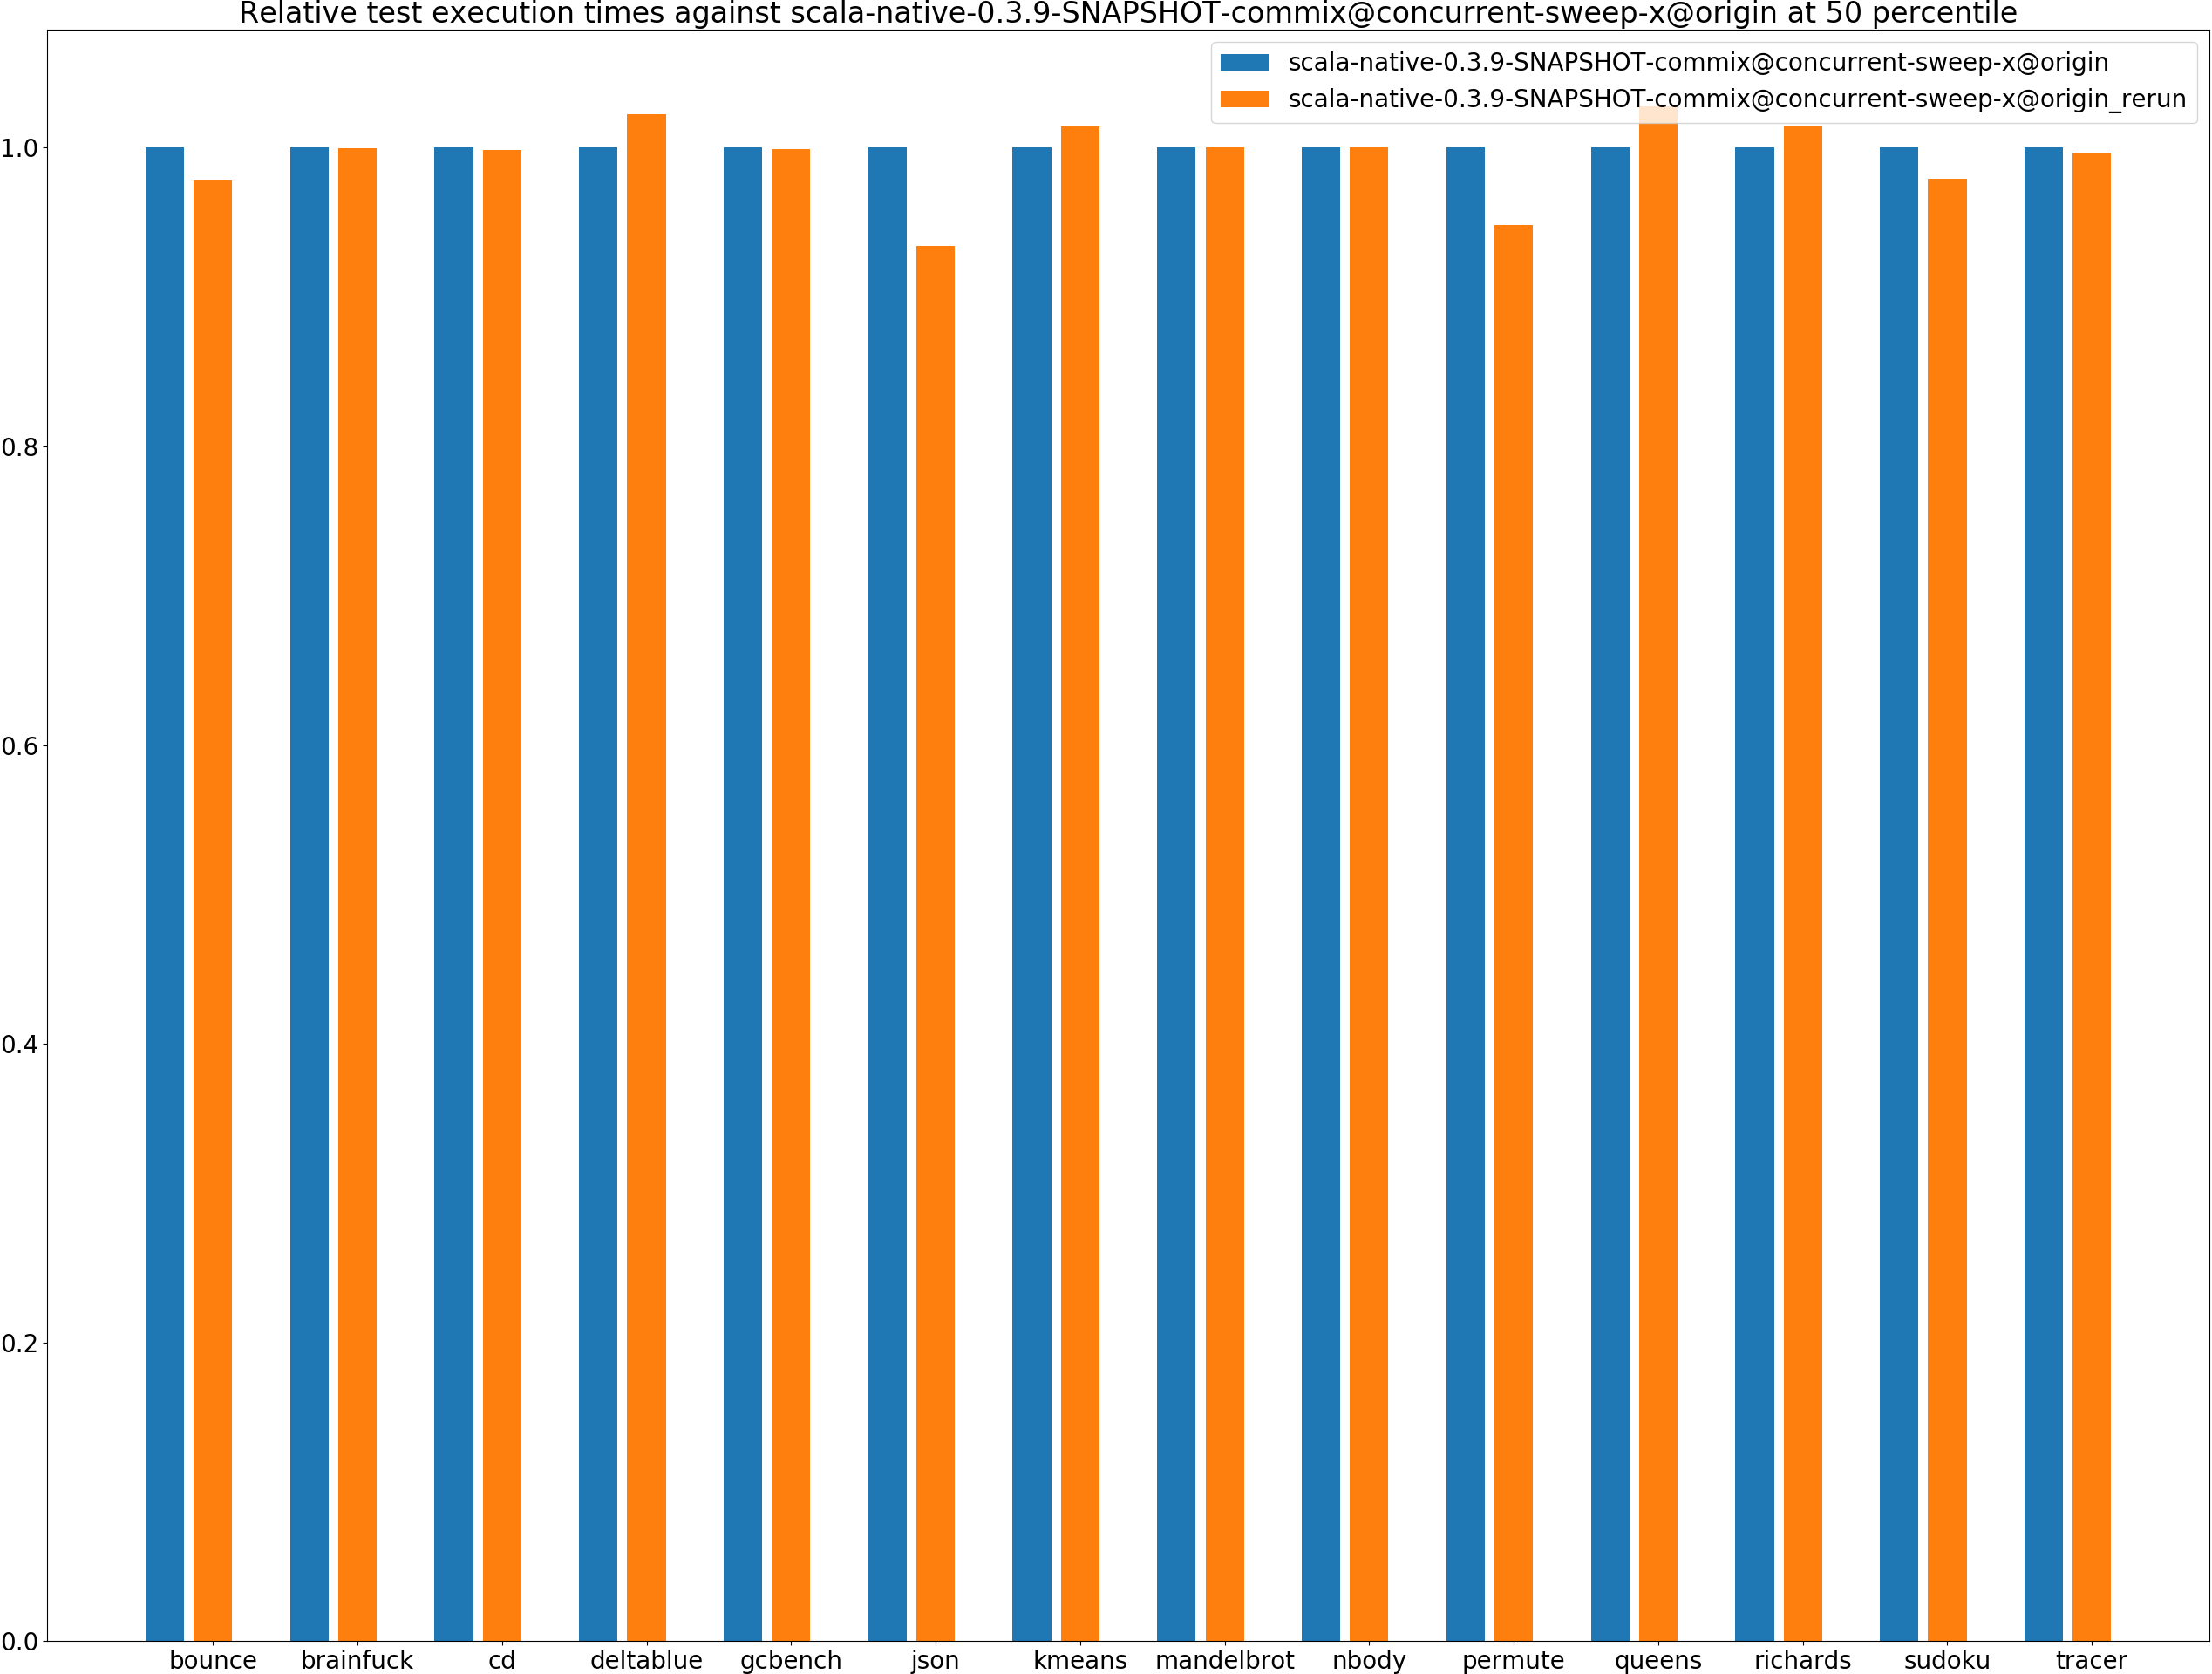 Relative test execution times against scala-native-0.3.9-SNAPSHOT-commix@concurrent-sweep-x@origin at 50 percentile
scala-native-0.3.9-SNAPSHOT-commix@concurrent-sweep-x@origin
scala-native-0.3.9-SNAPSHOT-commix@concurrent-sweep-x@origin_rerun
1.0
0.8
0.6
0.4
0.2
0.0
bounce brainfuck cd deltablue gcbench json kmeans mandelbrot nbody permute queens richards sudoku tracer